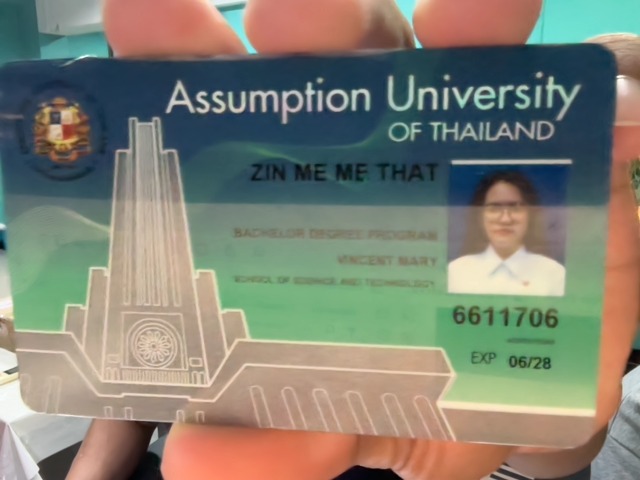 Assumption University
OF THAILAND
ZIN ME ME THAT
BACHELOR DEGREE PROGRAM
VINCENT MARY
SCHOOL OF SCIENCE AND TECHNOLOGY
6611706
EXP 06/28